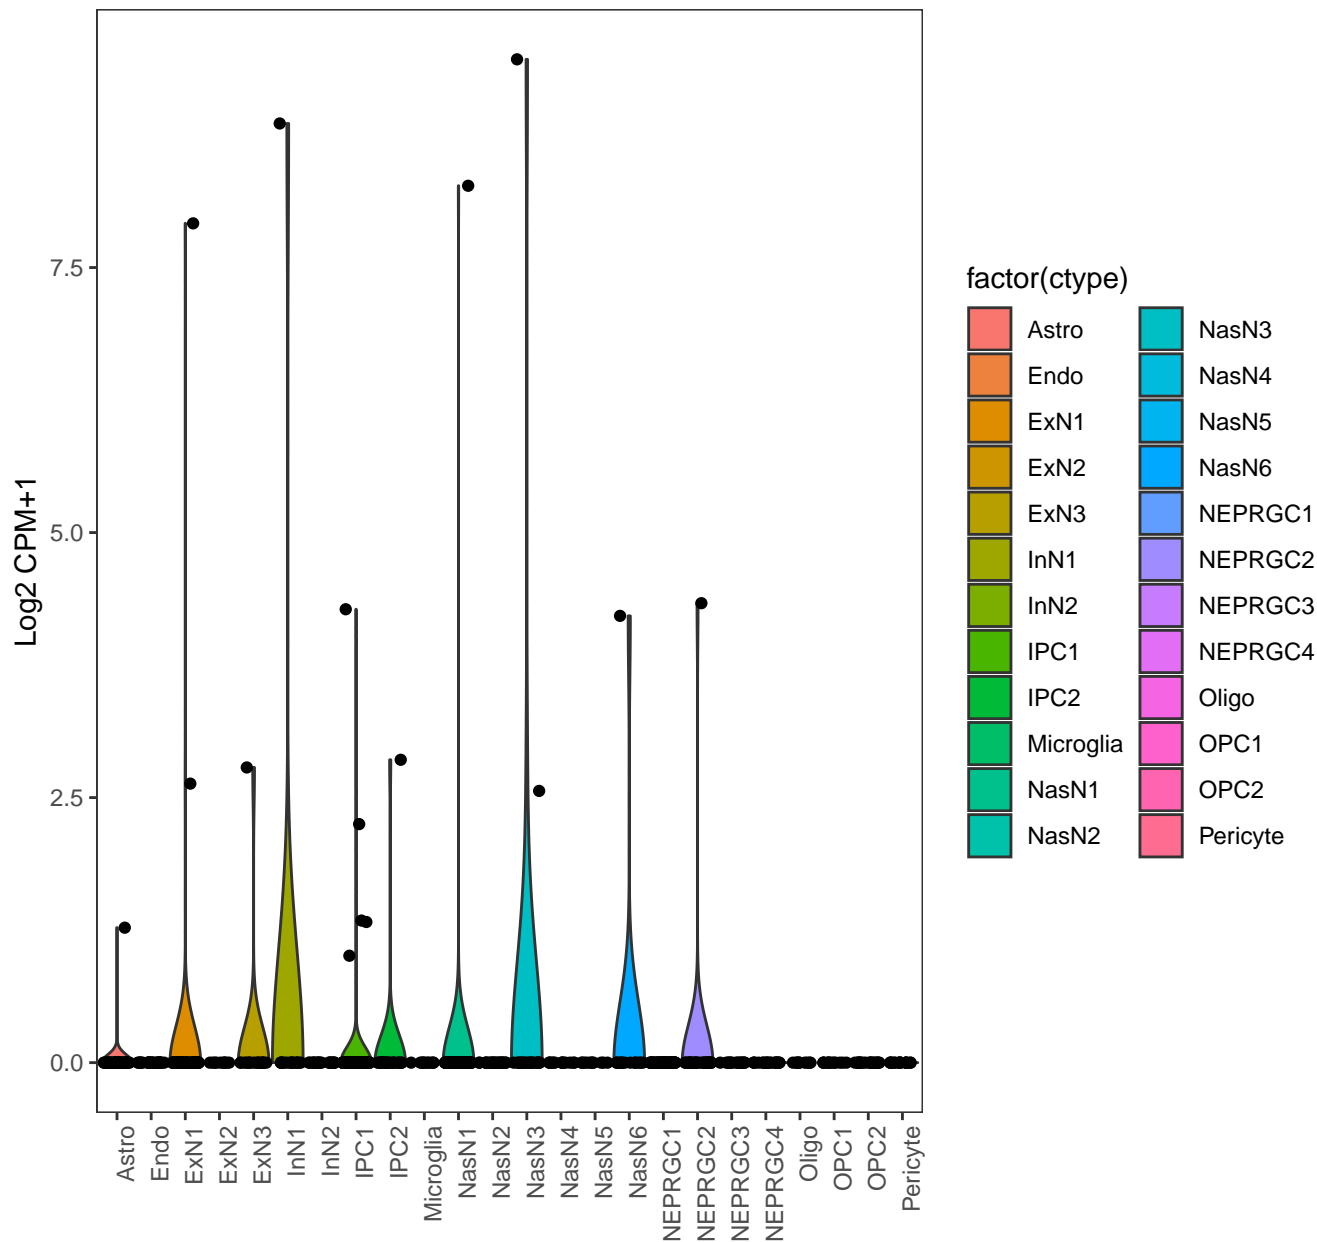 Log2 CPM+1
7.5
5.0
2.5
0.0
Astro
Endo
ExN1
ExN2
ExN3
InN1
InN2
IPC1
IPC2
Microglia
NasN1
NasN2
NasN3
NasN4
NasN5
NasN6
NEPRGC1
NEPRGC2
NEPRGC3
NEPRGC4
Oligo
OPC1
OPC2
Pericyte
factor(ctype)
Astro
Endo
ExN1
ExN2
ExN3
InN1
InN2
IPC1
IPC2
Microglia
NasN1
NasN2
NasN3
NasN4
NasN5
NasN6
NEPRGC1
NEPRGC2
NEPRGC3
NEPRGC4
Oligo
OPC1
OPC2
Pericyte